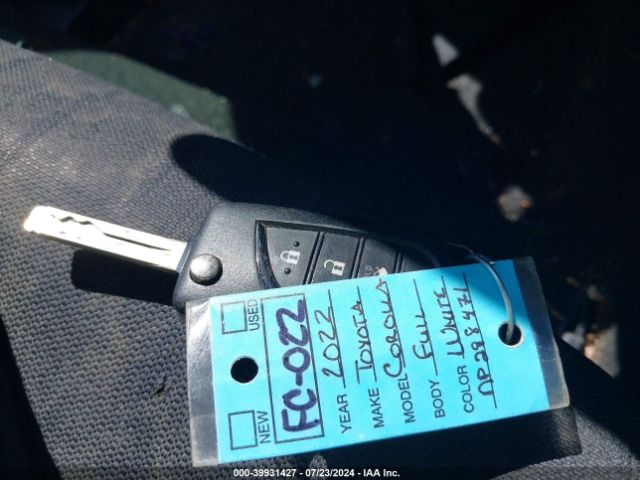 NEW USED
FC-022
YEAR 2022
MAKE TOYOTA
MODEL COROLLA
BODY FULL
COLOR WHITE
NP288471
000-39931427 - 07/23/2024 - IAA Inc.